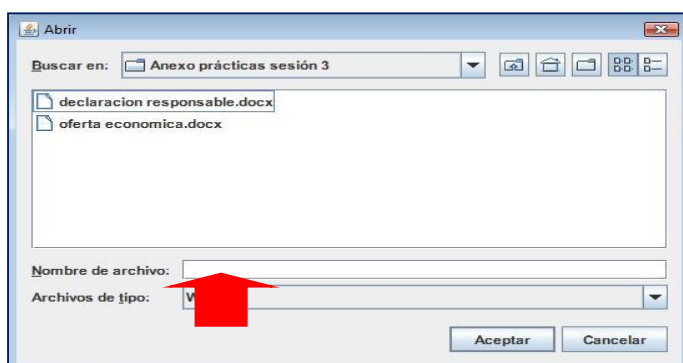 Abrir
Buscar en: Anexo prácticas sesión 3
declaracion responsable.docx
oferta economica.docx
Nombre de archivo:
Archivos de tipo:
Aceptar Cancelar